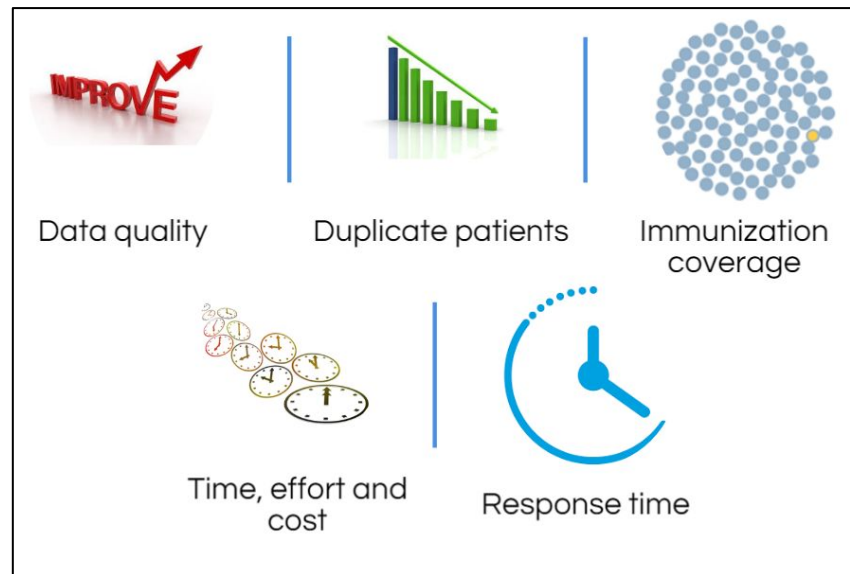 IMPROVE
Data quality
Duplicate patients
Immunization
coverage
Time, effort and
cost
Response time